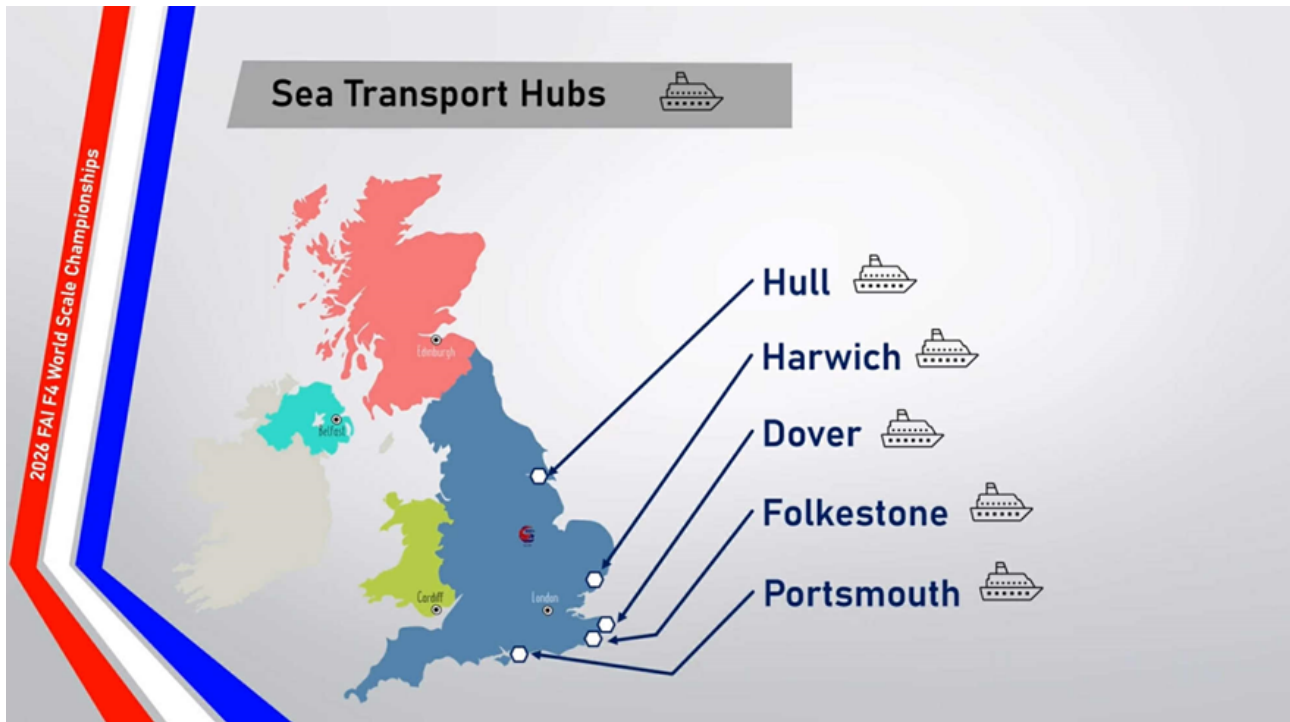 Sea Transport Hubs
2026 FAI F4 World Scale Championships
Hull
Harwich
Dover
Folkestone
Portsmouth
Edinburgh
Belfast
Cardiff
London